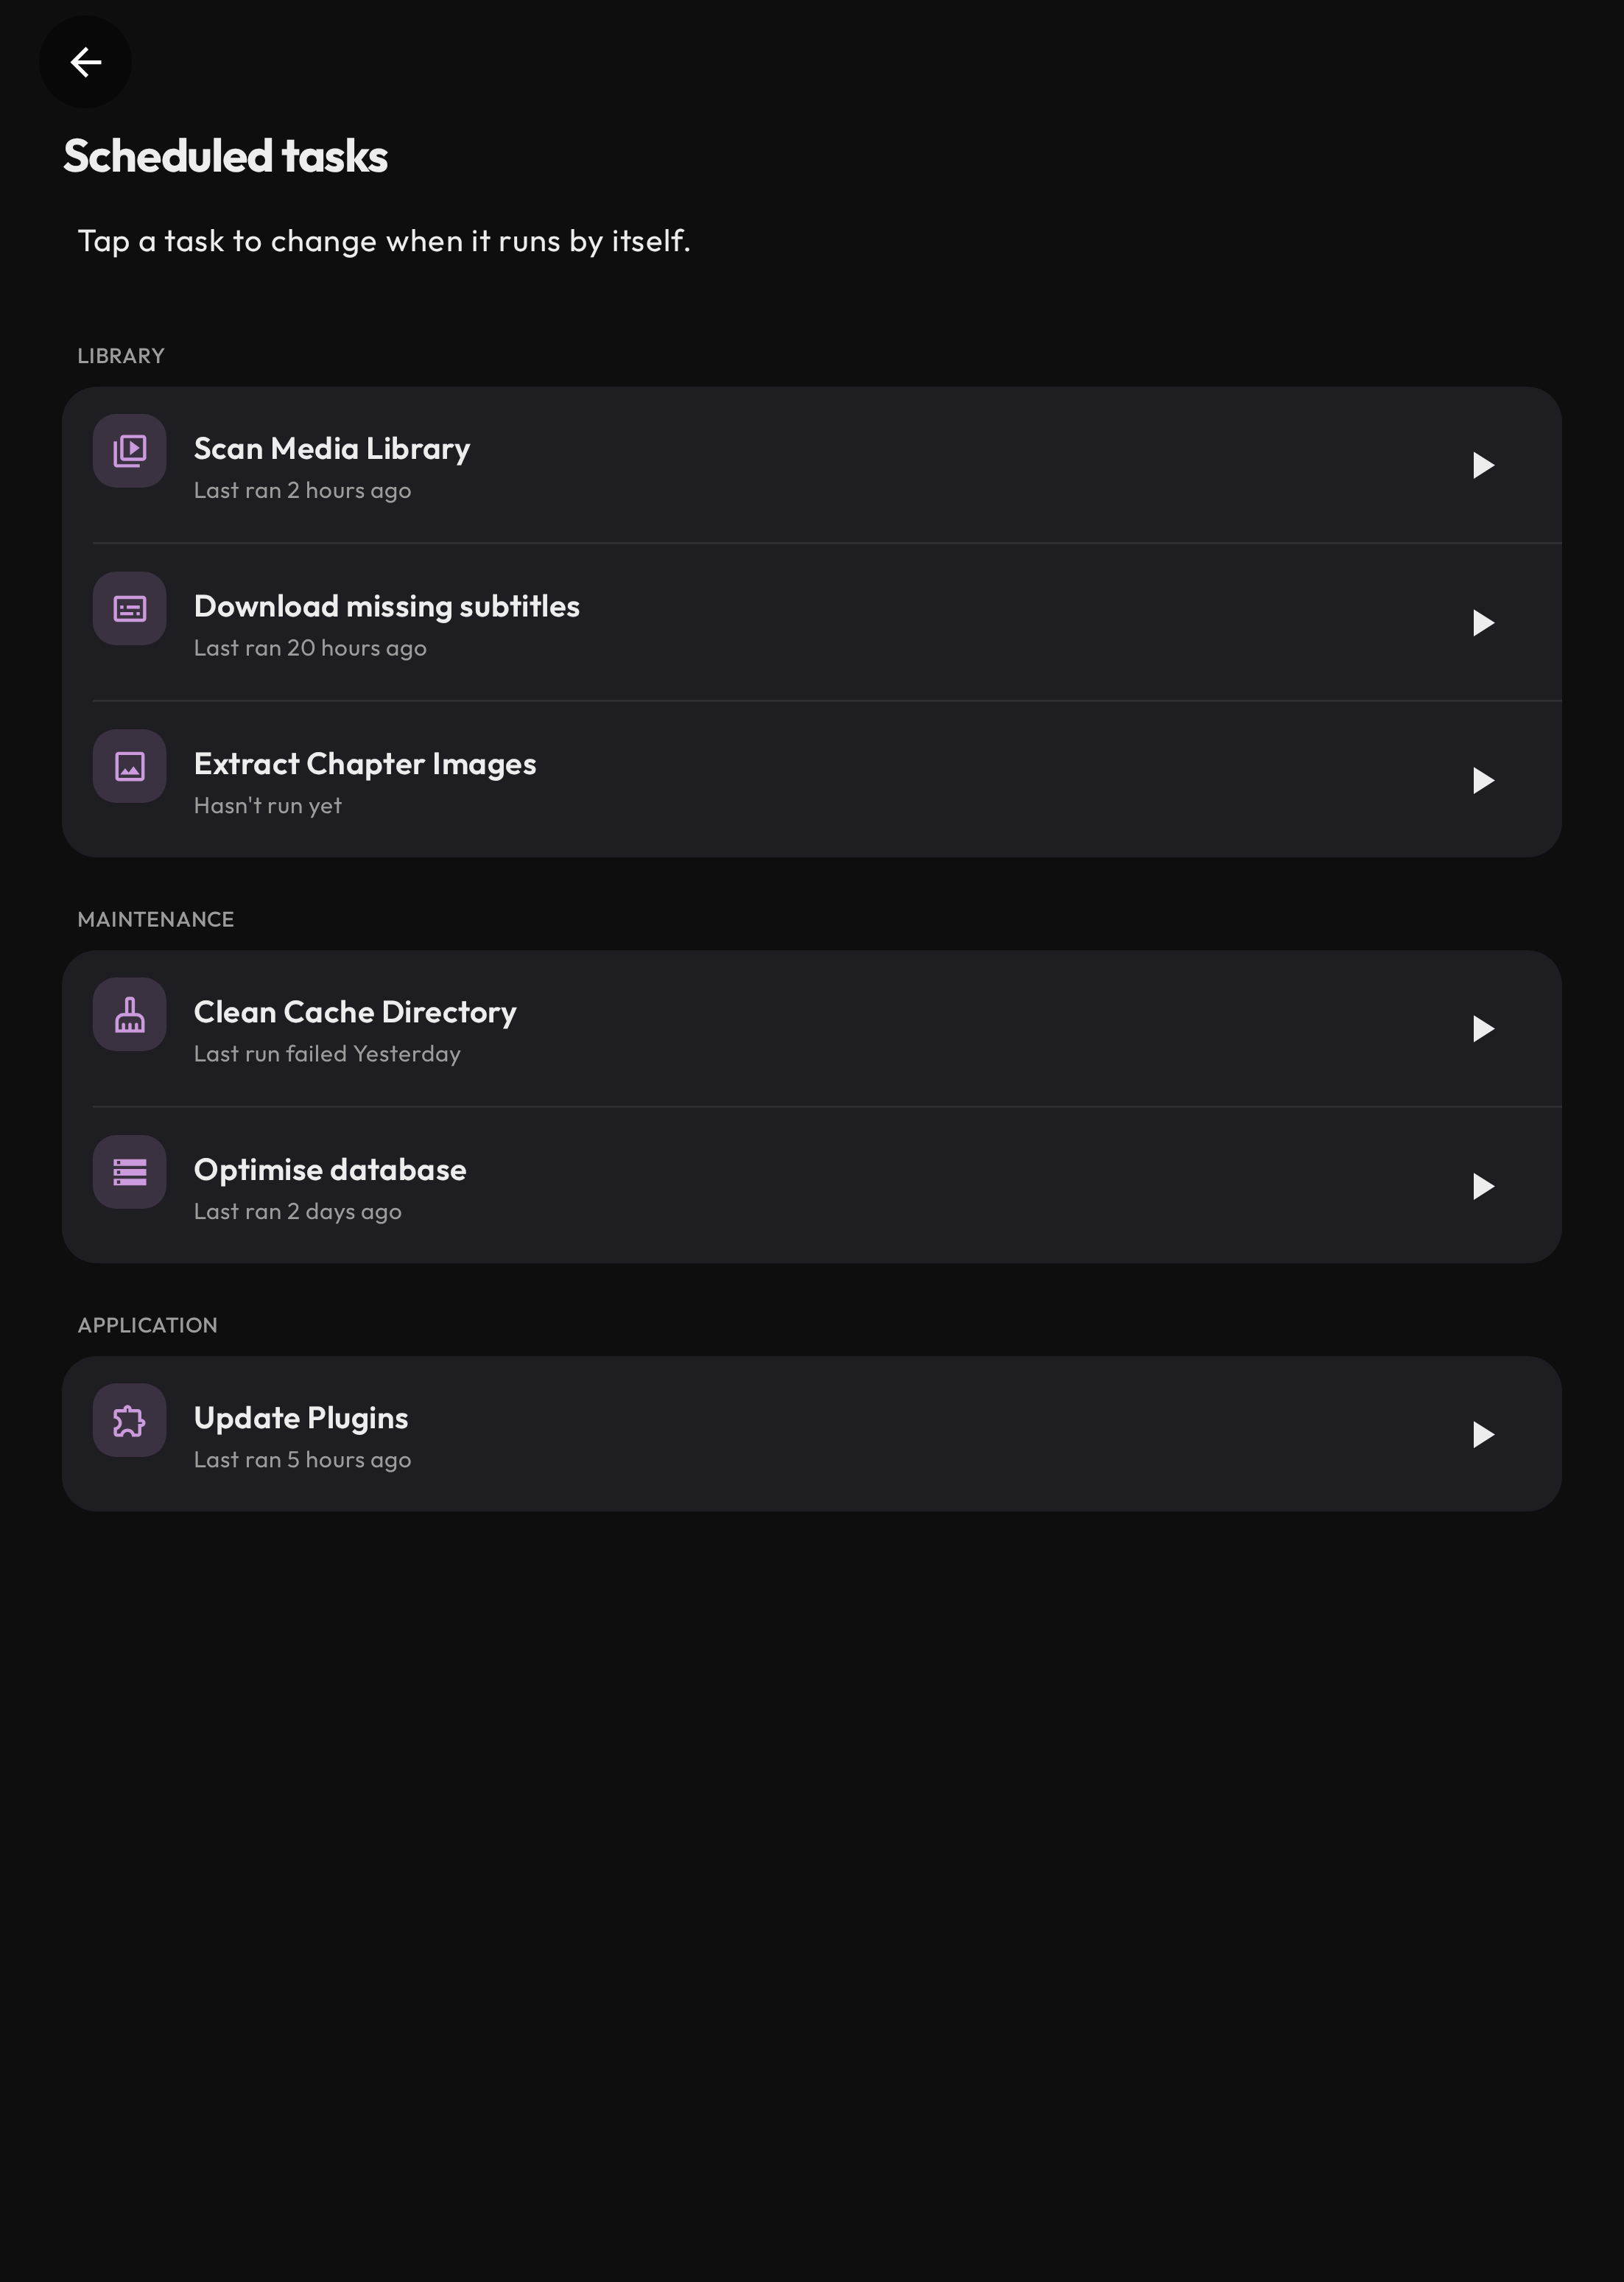 Scheduled tasks
Tap a task to change when it runs by itself.
LIBRARY
Scan Media Library
Last ran 2 hours ago
Download missing subtitles
Last ran 20 hours ago
Extract Chapter Images
Hasn't run yet
MAINTENANCE
Clean Cache Directory
Last run failed Yesterday
Optimise database
Last ran 2 days ago
APPLICATION
Update Plugins
Last ran 5 hours ago